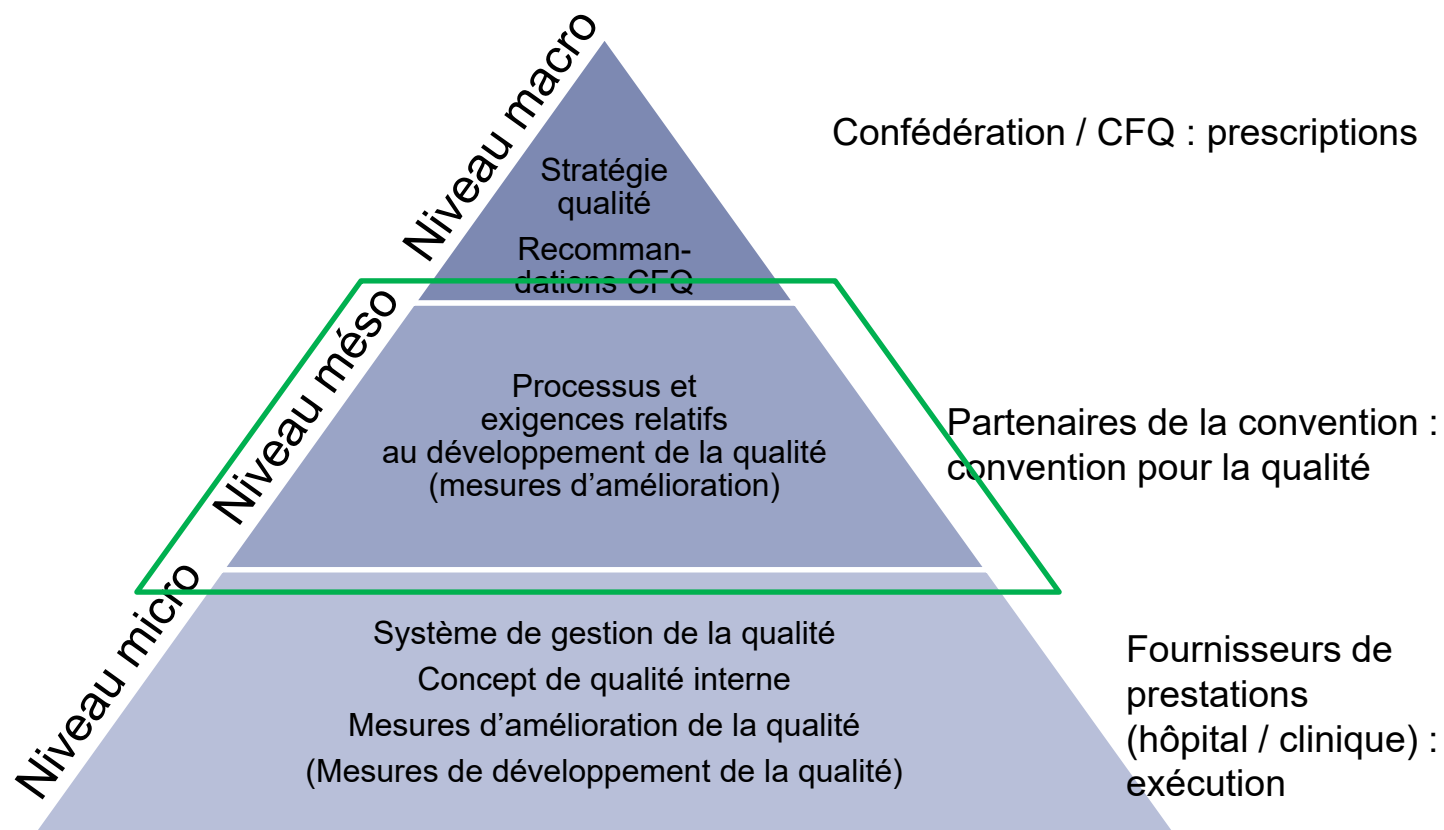 Niveau macro
Confédération / CFQ : prescriptions
Stratégie
qualité
Recomman-
dations CFQ
Niveau méso
Processus et
exigences relatifs
au développement de la qualité
(mesures d’amélioration)
Partenaires de la convention :
convention pour la qualité
Niveau micro
Système de gestion de la qualité
Concept de qualité interne
Mesures d’amélioration de la qualité
(Mesures de développement de la qualité)
Fournisseurs de
prestations
(hôpital / clinique) :
exécution